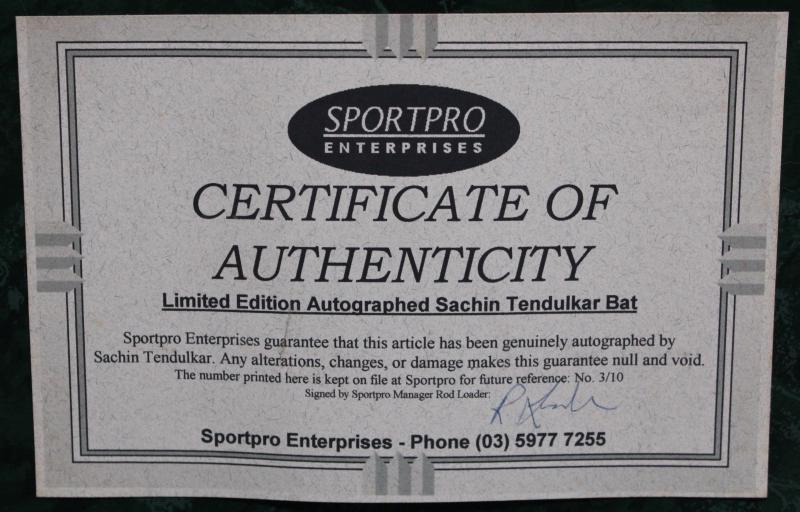 SPORTPRO
ENTERPRISES
CERTIFICATE OF
AUTHENTICITY
Limited Edition Autographed Sachin Tendulkar Bat
Sportpro Enterprises guarantee that this article has been genuinely autographed by
Sachin Tendulkar. Any alterations, changes, or damage makes this guarantee null and void.
The number printed here is kept on file at Sportpro for future reference: No. 3/10
Signed by Sportpro Manager Rod Loader:
Sportpro Enterprises - Phone (03) 5977 7255